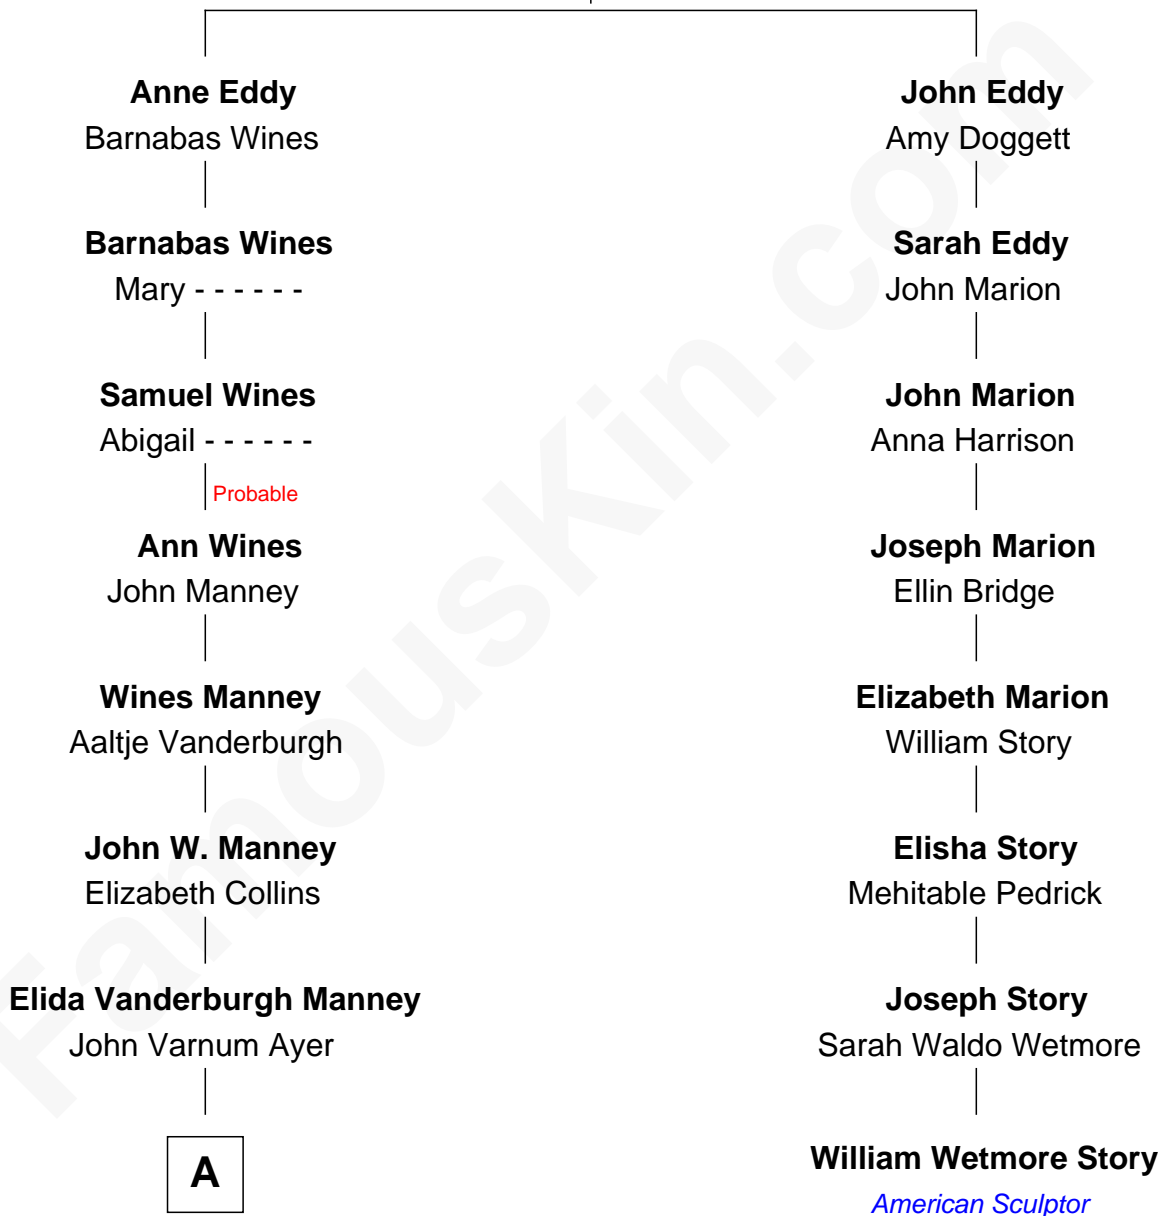 Anne Eddy
Barnabas Wines
Barnabas Wines
Mary - - - - - -
Samuel Wines
Abigail - - - - - -
Probable
Ann Wines
John Manney
Wines Manney
Aaltje Vanderburgh
John W. Manney
Elizabeth Collins
Elida Vanderburgh Manney
John Varnum Ayer
A
John Eddy
Amy Doggett
Sarah Eddy
John Marion
John Marion
Anna Harrison
Joseph Marion
Ellin Bridge
Elizabeth Marion
William Story
Elisha Story
Mehitable Pedrick
Joseph Story
Sarah Waldo Wetmore
William Wetmore Story
American Sculptor
FamousKin.com